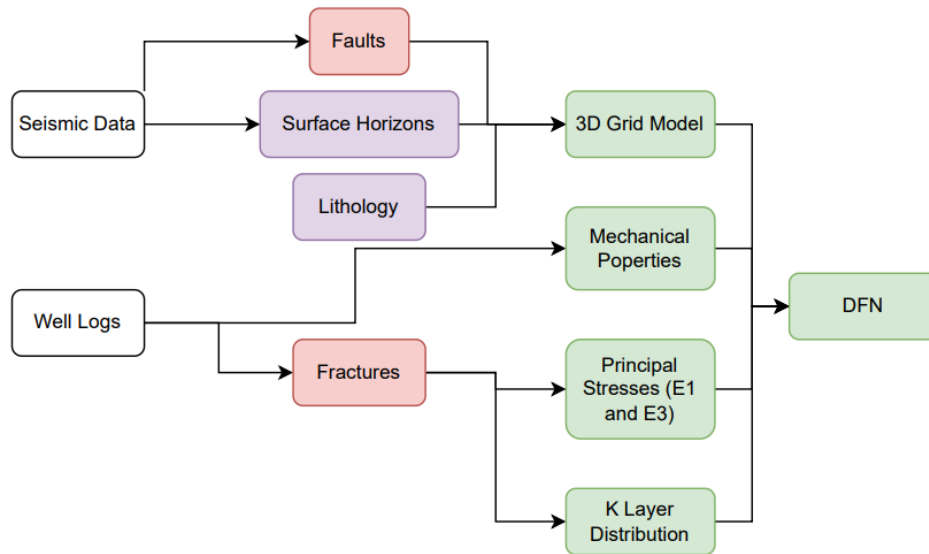 Faults
Seismic Data
Surface Horizons
3D Grid Model
Lithology
Mechanical
Poperties
DFN
Well Logs
Fractures
Principal
Stresses (E1
and E3)
K Layer
Distribution